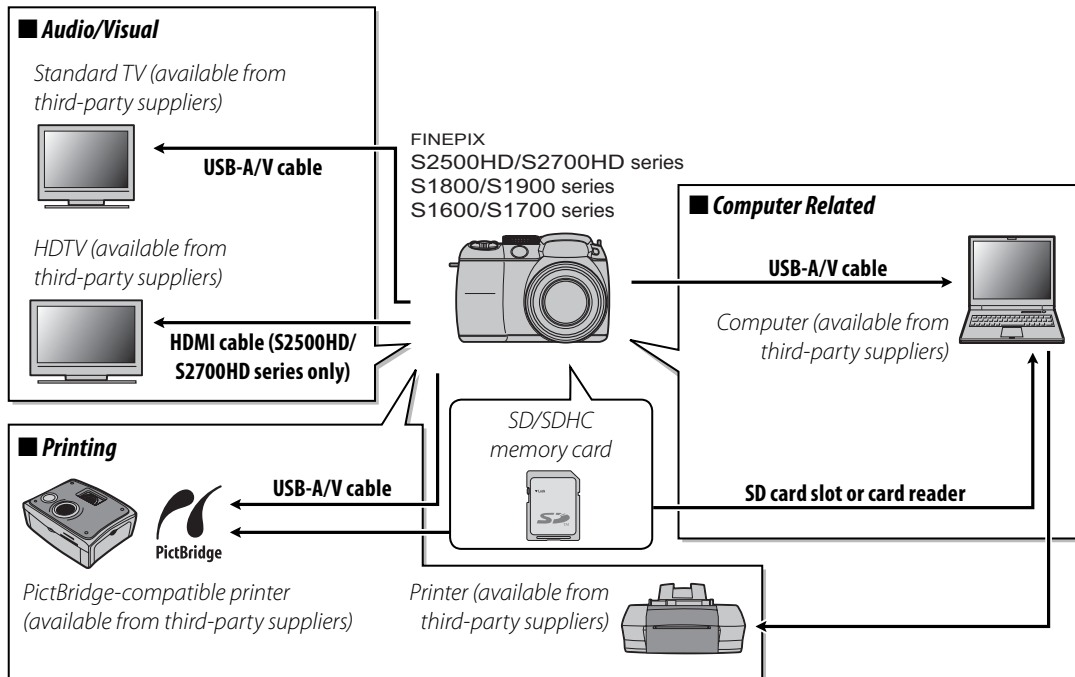 ■ Audio/Visual
Standard TV (available from
third-party suppliers)
USB-A/V cable
HDTV (available from
third-party suppliers)
HDMI cable (S2500HD/
S2700HD series only)
FINEPIX
S2500HD/S2700HD series
S1800/S1900 series
S1600/S1700 series
■ Computer Related
USB-A/V cable
Computer (available from
third-party suppliers)
SD/SDHC
memory card
SD
SD card slot or card reader
■ Printing
USB-A/V cable
PictBridge
PictBridge-compatible printer
(available from third-party suppliers)
Printer (available from
third-party suppliers)